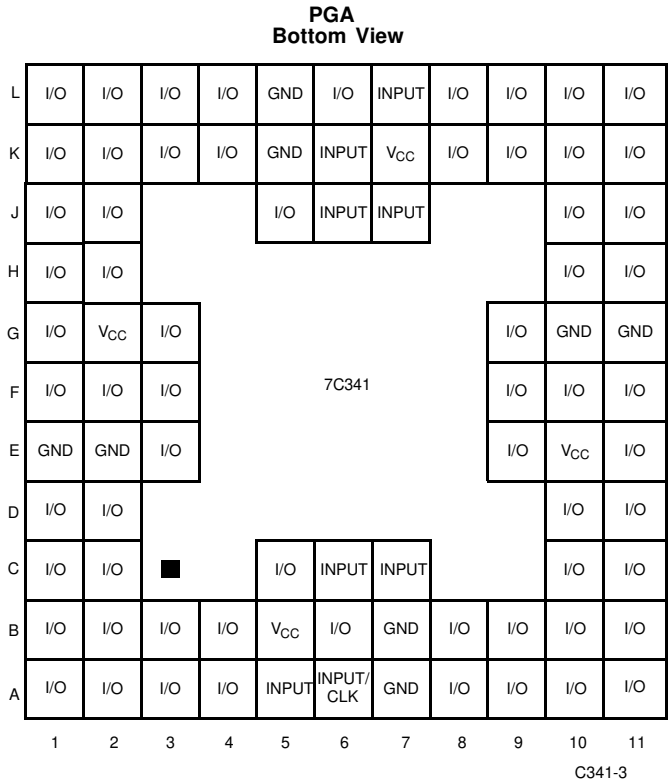 PGA
Bottom View
L I/O I/O I/O I/O GND I/O INPUT I/O I/O I/O I/O
K I/O I/O I/O I/O GND INPUT VCC I/O I/O I/O I/O
J I/O I/O I/O INPUT INPUT I/O I/O
H I/O I/O I/O I/O
G I/O VCC I/O I/O GND GND
F I/O I/O I/O 7C341 I/O I/O I/O
E GND GND I/O I/O VCC I/O
D I/O I/O I/O I/O
C I/O I/O I/O INPUT INPUT I/O I/O
B I/O I/O I/O I/O VCC I/O GND I/O I/O I/O I/O
A I/O I/O I/O I/O INPUT INPUT/ CLK GND I/O I/O I/O I/O
1 2 3 4 5 6 7 8 9 10 11
C341-3